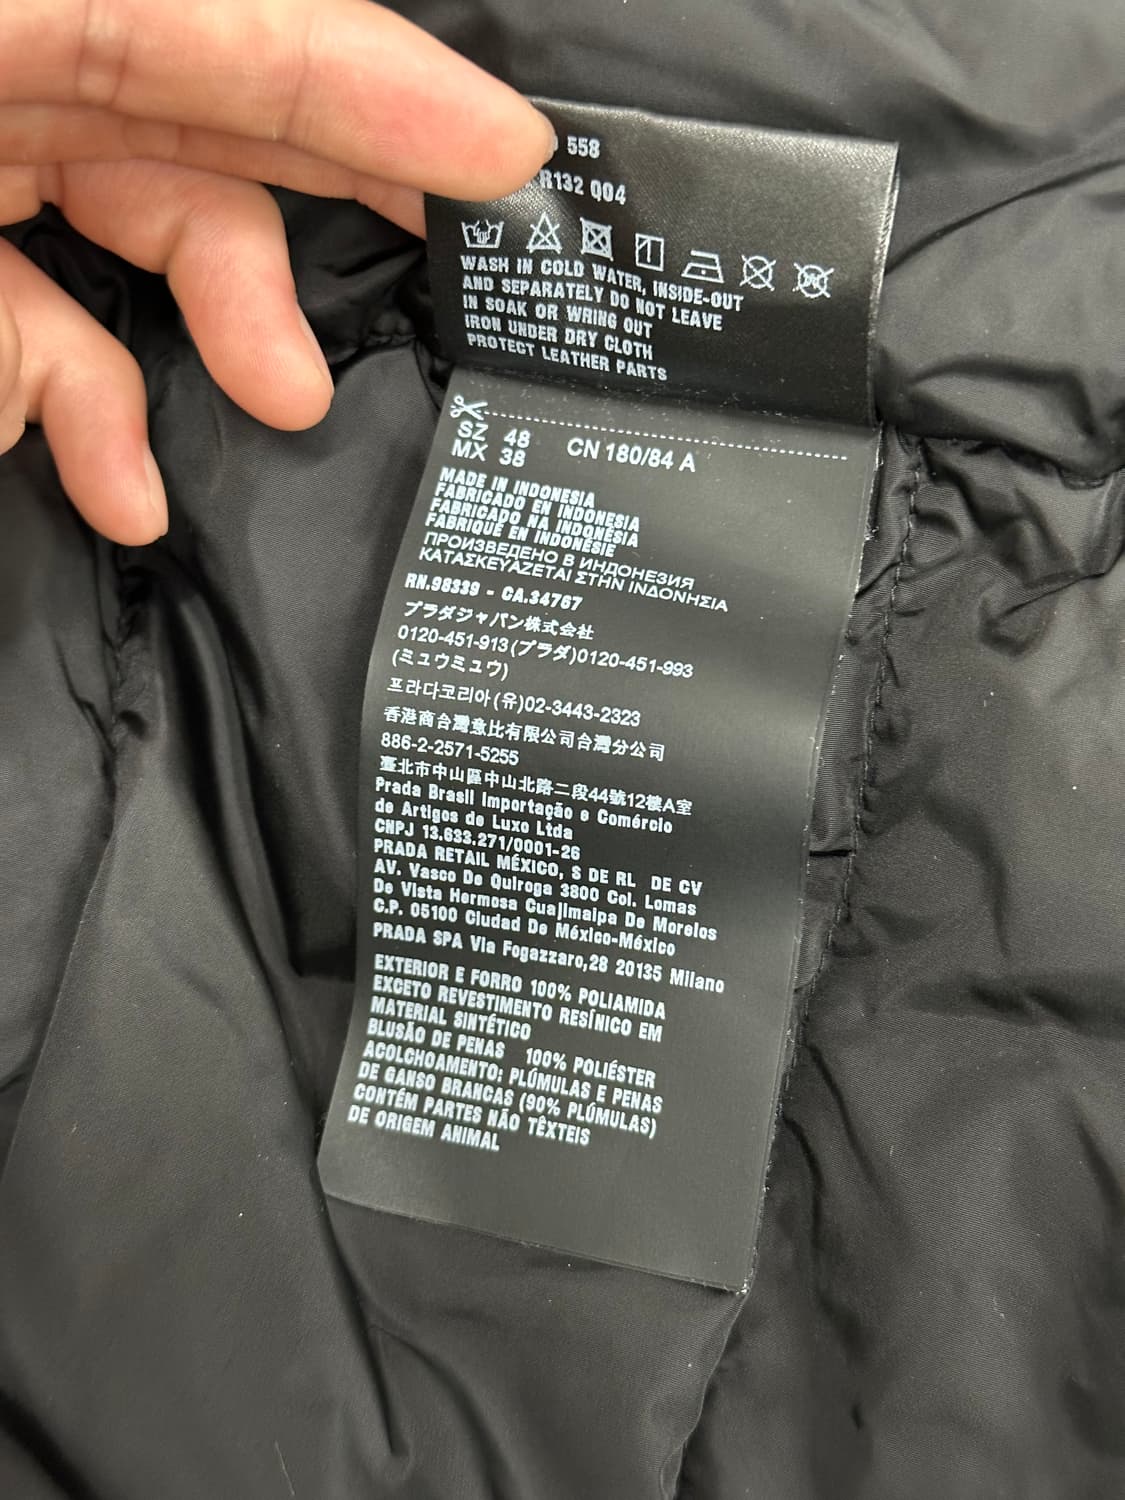 558
R132 Q04
WASH IN COLD WATER, INSIDE-OUT
AND SEPARATELY DO NOT LEAVE
IN SOAK OR WRING OUT
IRON UNDER DRY CLOTH
PROTECT LEATHER PARTS
SZ 48 CN 180/84 A
MX 38
MADE IN INDONESIA
FABRICADO EN INDONESIA
FABRICADO NA INDONESIA
FABRIQUÉ EN INDONESIE
ПРОИЗВЕДЕНО В ИНДОНЕЗИЯ
ΚΑΤΑΣΚΕΥΑΖΕΤΑΙ ΣΤΗΝ ΙΝΔΟΝΗΣΙΑ
RN.98339 - CA.34767
プラダジャパン株式会社
0120-451-913(プラダ)0120-451-993
(ミュウミュウ)
프라다코리아(유)02-3443-2323
香港商台灣意比有限公司台灣分公司
886-2-2571-5255
臺北市中山區中山北路二段44號12樓A室
Prada Brasil Importação e Comércio
de Artigos de Luxo Ltda
CNPJ 13.633.271/0001-26
PRADA RETAIL MÉXICO, S DE RL DE CV
AV. Vasco De Quiroga 3800 Col. Lomas
De Vista Hermosa Cuajimalpa De Morelos
C.P. 05100 Ciudad De México-México
PRADA SPA Via Fogazzaro,28 20135 Milano
EXTERIOR E FORRO 100% POLIAMIDA
EXCETO REVESTIMENTO RESÍNICO EM
MATERIAL SINTÉTICO
BLUSÃO DE PENAS 100% POLIÉSTER
ACOLCHOAMENTO: PLÚMULAS E PENAS
DE GANSO BRANCAS (90% PLÚMULAS)
CONTÉM PARTES NÃO TÊXTEIS
DE ORIGEM ANIMAL